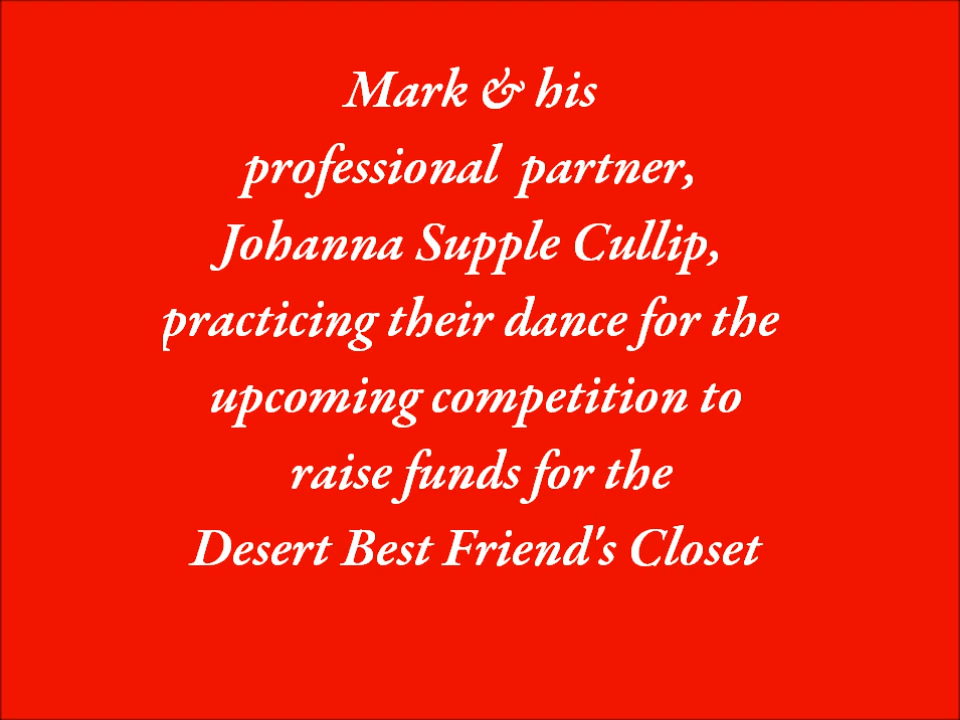 Mark & his
professional partner,
Johanna Supple Cullip,
practicing their dance for the
upcoming competition to
raise funds for the
Desert Best Friend's Closet